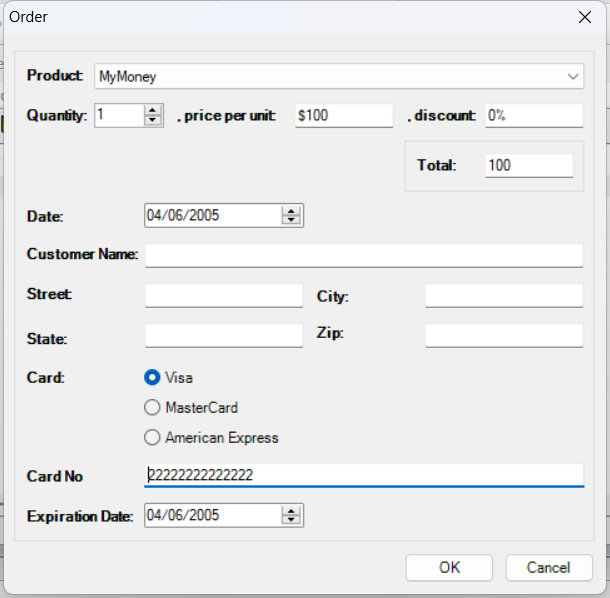 Order
Product: MyMoney
Quantity: 1 , price per unit: $100 , discount: 0%
Total: 100
Date: 04/06/2005
Customer Name:
Street: City:
State: Zip:
Card: Visa
MasterCard
American Express
Card No 22222222222222
Expiration Date: 04/06/2005
OK Cancel